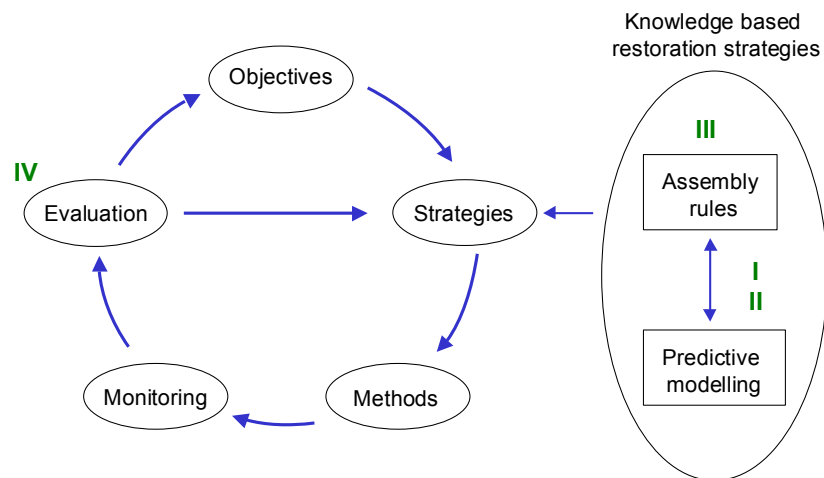 Knowledge based
restoration strategies
Objectives
III
IV
Assembly
rules
Evaluation
Strategies
I
II
Predictive
modelling
Monitoring
Methods